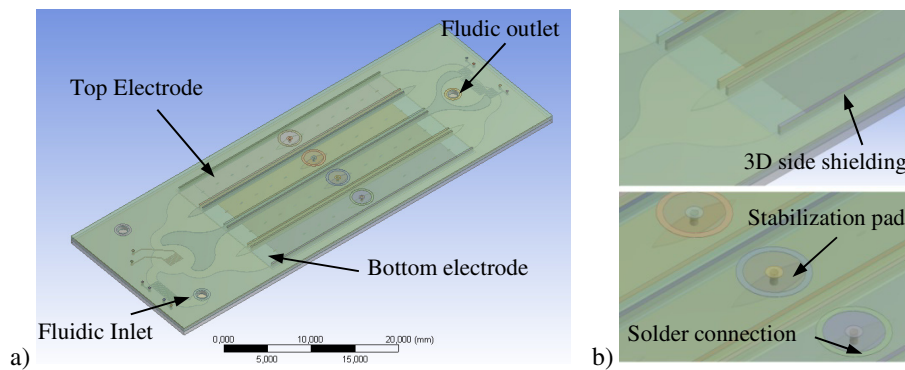 Fludic outlet
Top Electrode
Bottom electrode
Fluidic Inlet
0,000 10,000 20,000 (mm)
5,000 15,000
a)
3D side shielding
Stabilization pad
Solder connection
b)